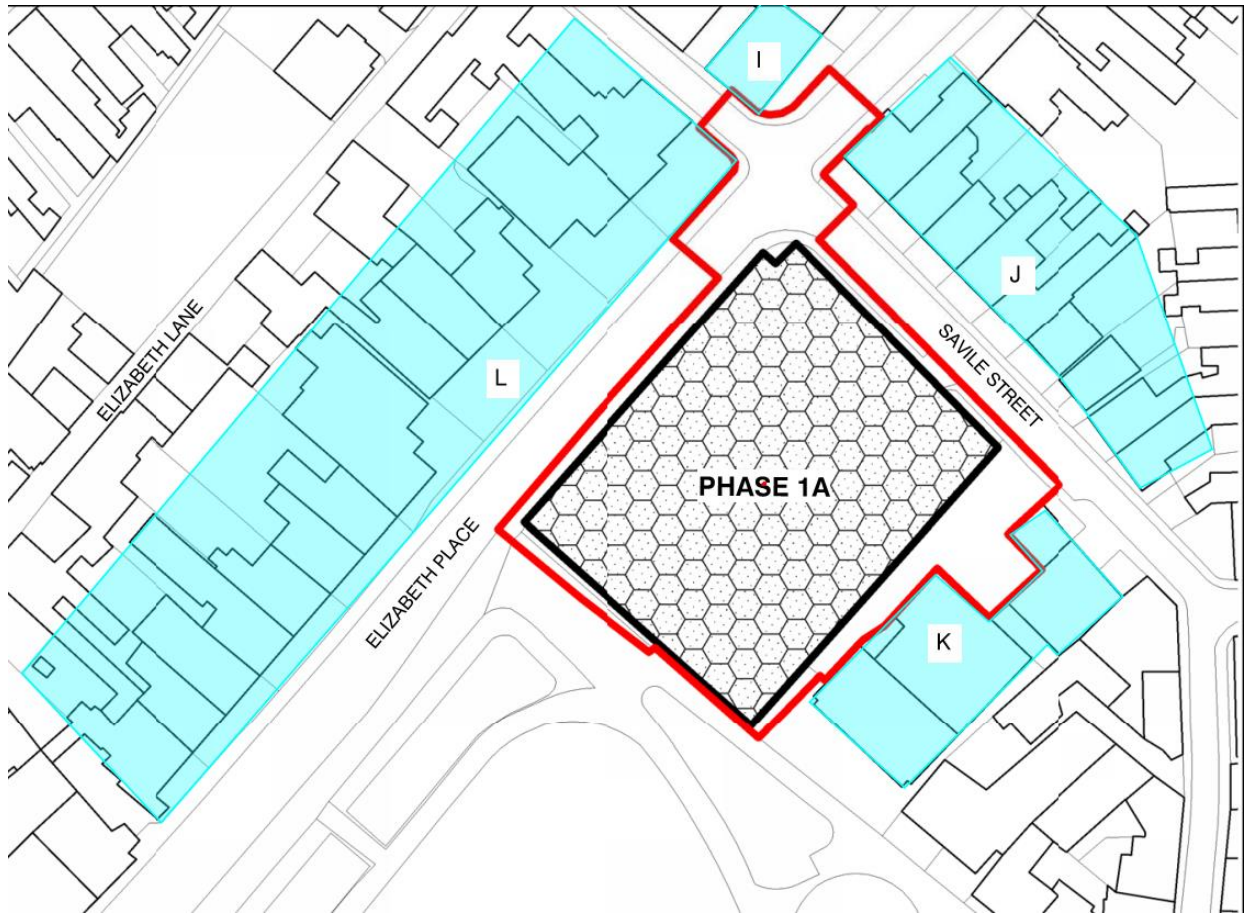 I
J
ELIZABETH LANE
SAVILE STREET
L
PHASE 1A
ELIZABETH PLACE
K